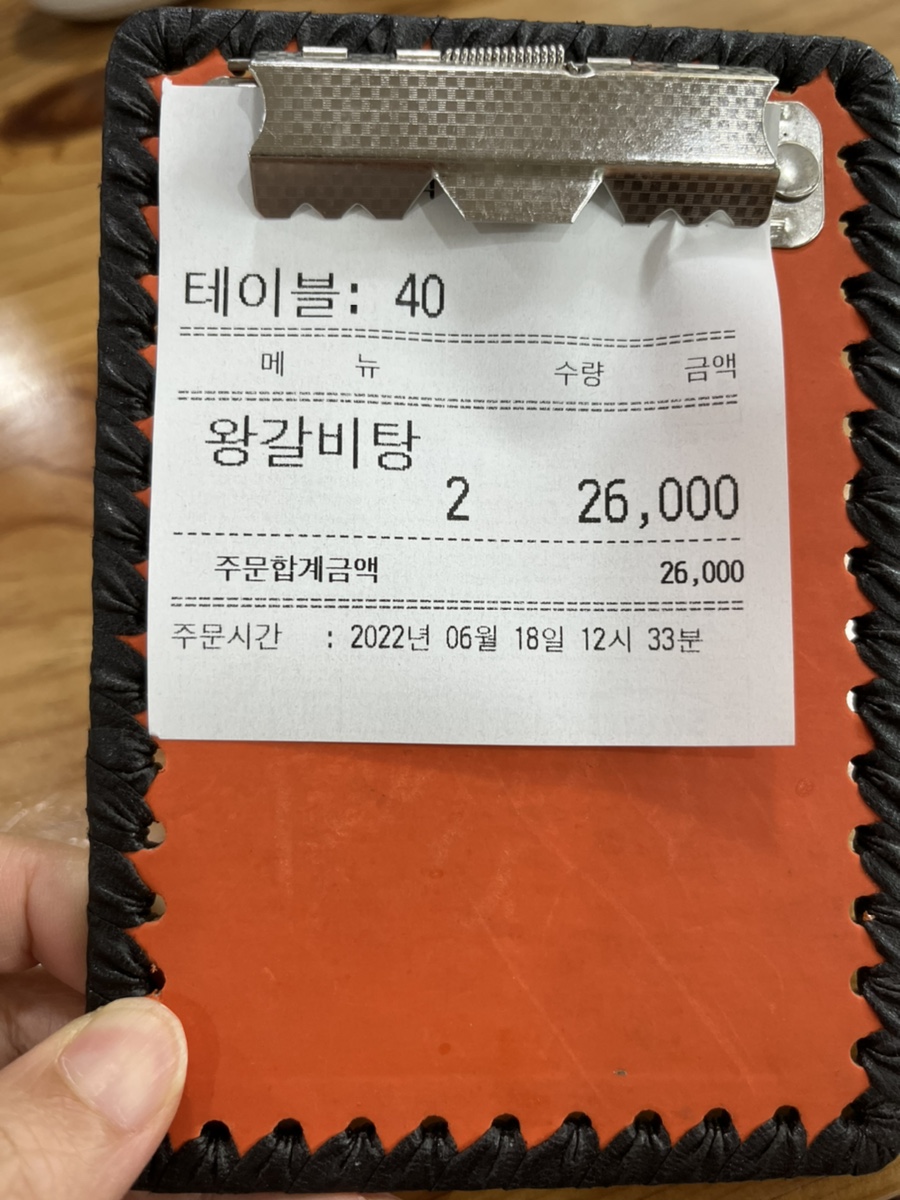 테이블: 40
메 뉴 수량 금액
왕갈비탕
2 26,000
주문합계금액 26,000
주문시간 : 2022년 06월 18일 12시 33분